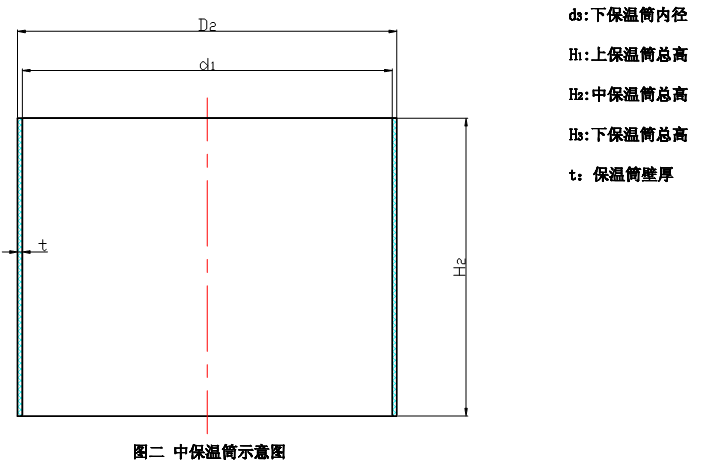 D2
d1
t
H2
d3:下保温筒内径
H1:上保温筒总高
H2:中保温筒总高
H3:下保温筒总高
t：保温筒壁厚
图二 中保温筒示意图